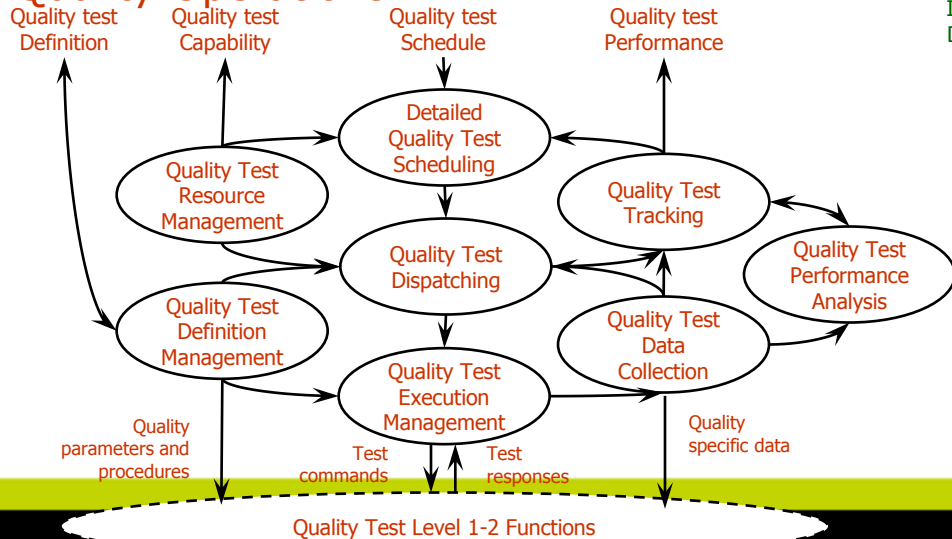 Quality test
Definition
Quality test
Capability
Quality test
Schedule
Quality test
Performance
Detailed
Quality Test
Scheduling
Quality Test
Resource
Management
Quality Test
Tracking
Quality Test
Dispatching
Quality Test
Performance
Analysis
Quality Test
Definition
Management
Quality Test
Data
Collection
Quality Test
Execution
Management
Quality
parameters and
procedures
Test
commands
Test
responses
Quality
specific data
Quality Test Level 1-2 Functions